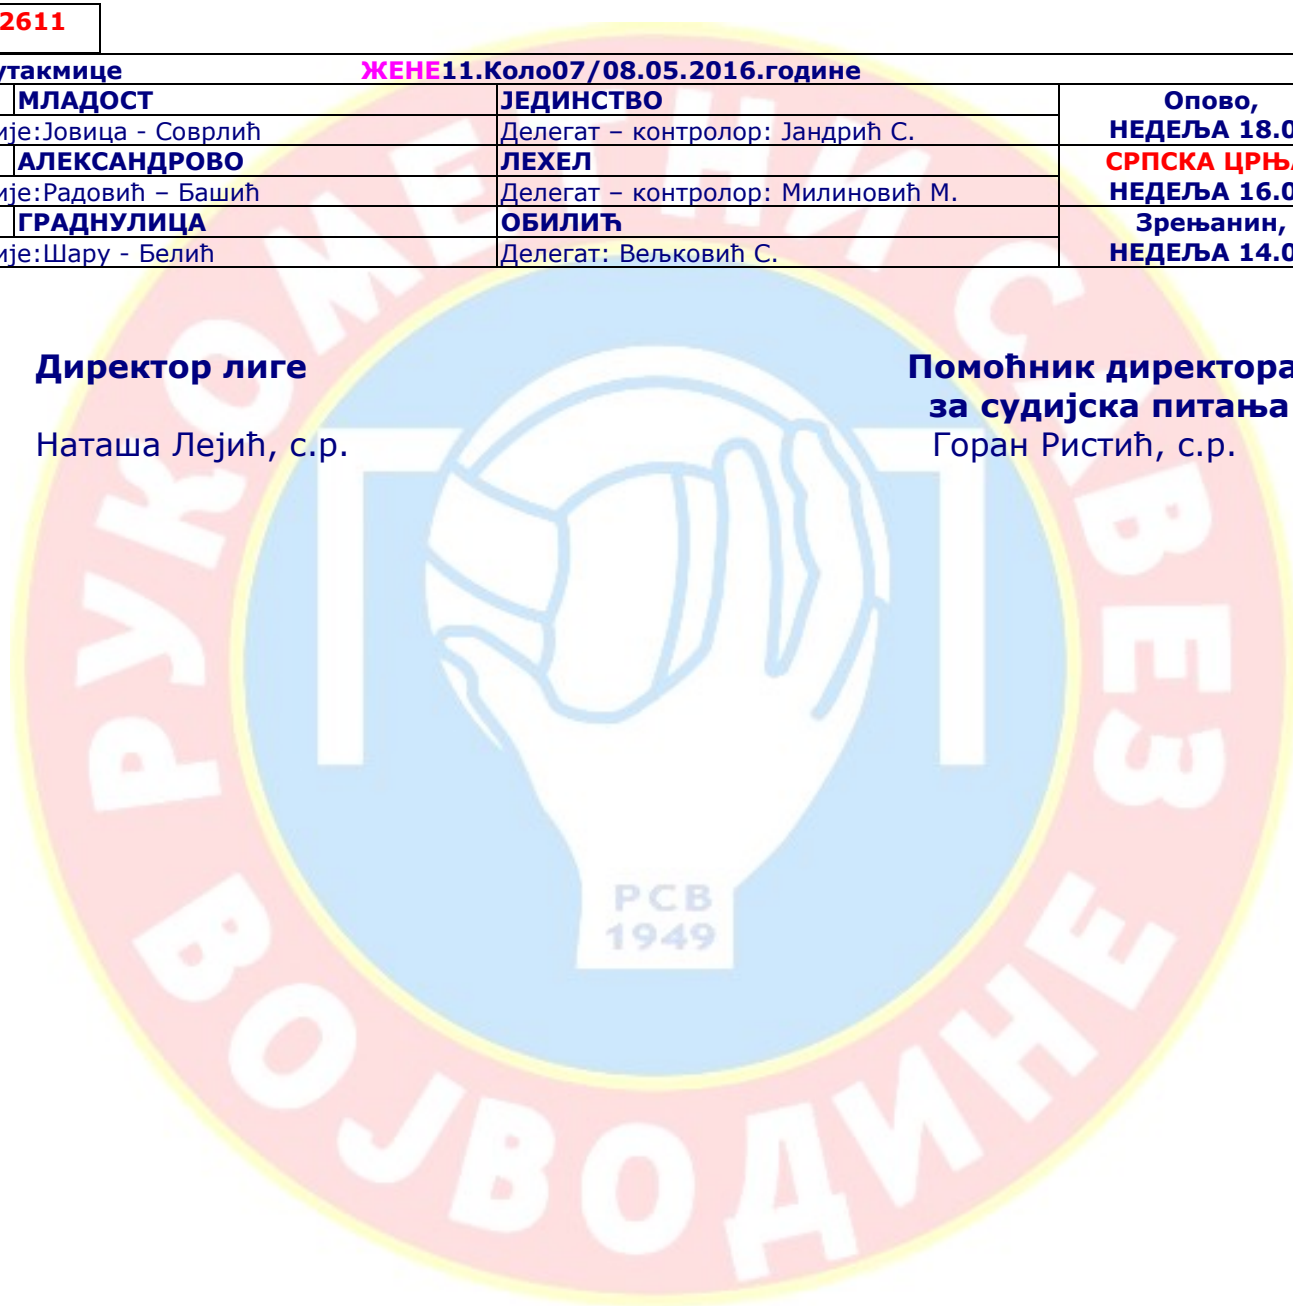 2611
утакмице ЖЕНЕ11.Коло07/08.05.2016.године
МЛАДОСТ ЈЕДИНСТВО Опово,
ије:Јовица - Соврлић Делегат – контролор: Јандрић С. НЕДЕЉА 18.0
АЛЕКСАНДРОВО ЛЕХЕЛ СРПСКА ЦРЊА
ије:Радовић – Башић Делегат – контролор: Милиновић М. НЕДЕЉА 16.0
ГРАДНУЛИЦА ОБИЛИЋ Зрењанин,
ије:Шару - Белић Делегат: Вељковић С. НЕДЕЉА 14.0
Директор лиге Помоћник директора
за судијска питања
Наташа Лејић, с.р. Горан Ристић, с.р.
РУКОМЕТНИ САВЕЗ
ВОЈВОДИНЕ
РСВ
1949